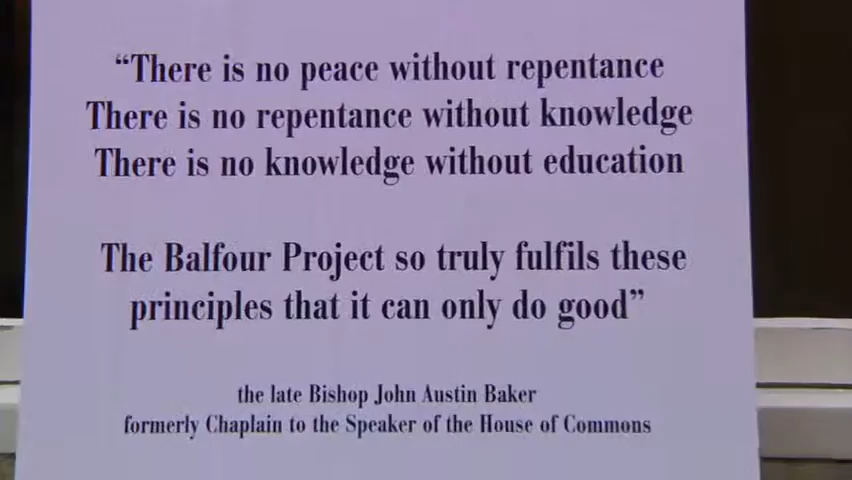 “There is no peace without repentance
There is no repentance without knowledge
There is no knowledge without education
The Balfour Project so truly fulfils these
principles that it can only do good”
the late Bishop John Austin Baker
formerly Chaplain to the Speaker of the House of Commons